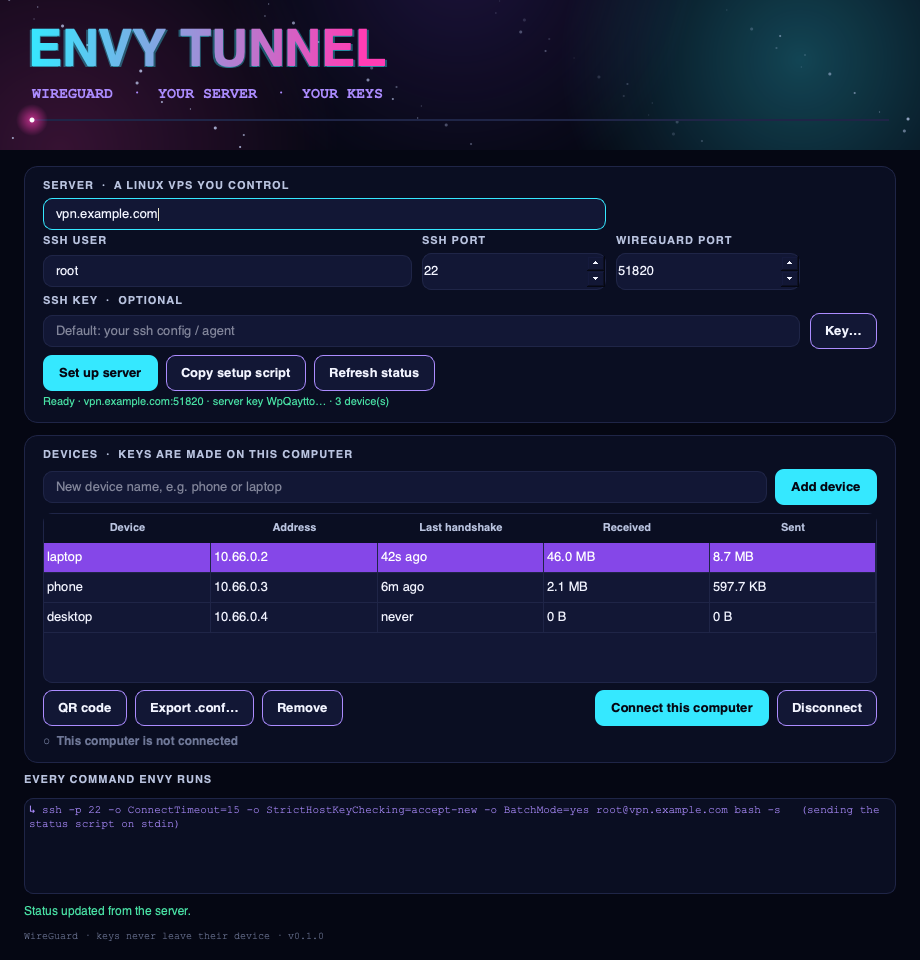 ENVY TUNNEL
WIREGUARD · YOUR SERVER · YOUR KEYS
SERVER · A LINUX VPS YOU CONTROL
vpn.example.com
SSH USER SSH PORT WIREGUARD PORT
root 22 51820
SSH KEY · OPTIONAL
Default: your ssh config / agent Key...
Set up server Copy setup script Refresh status
Ready · vpn.example.com:51820 · server key WpQaytto... · 3 device(s)
DEVICES · KEYS ARE MADE ON THIS COMPUTER
New device name, e.g. phone or laptop Add device
Device Address Last handshake Received Sent
laptop 10.66.0.2 42s ago 46.0 MB 8.7 MB
phone 10.66.0.3 6m ago 2.1 MB 597.7 KB
desktop 10.66.0.4 never 0 B 0 B
QR code Export .conf... Remove Connect this computer Disconnect
○ This computer is not connected
EVERY COMMAND ENVY RUNS
↳ ssh -p 22 -o ConnectTimeout=15 -o StrictHostKeyChecking=accept-new -o BatchMode=yes root@vpn.example.com bash -s (sending the
status script on stdin)
Status updated from the server.
WireGuard · keys never leave their device · v0.1.0